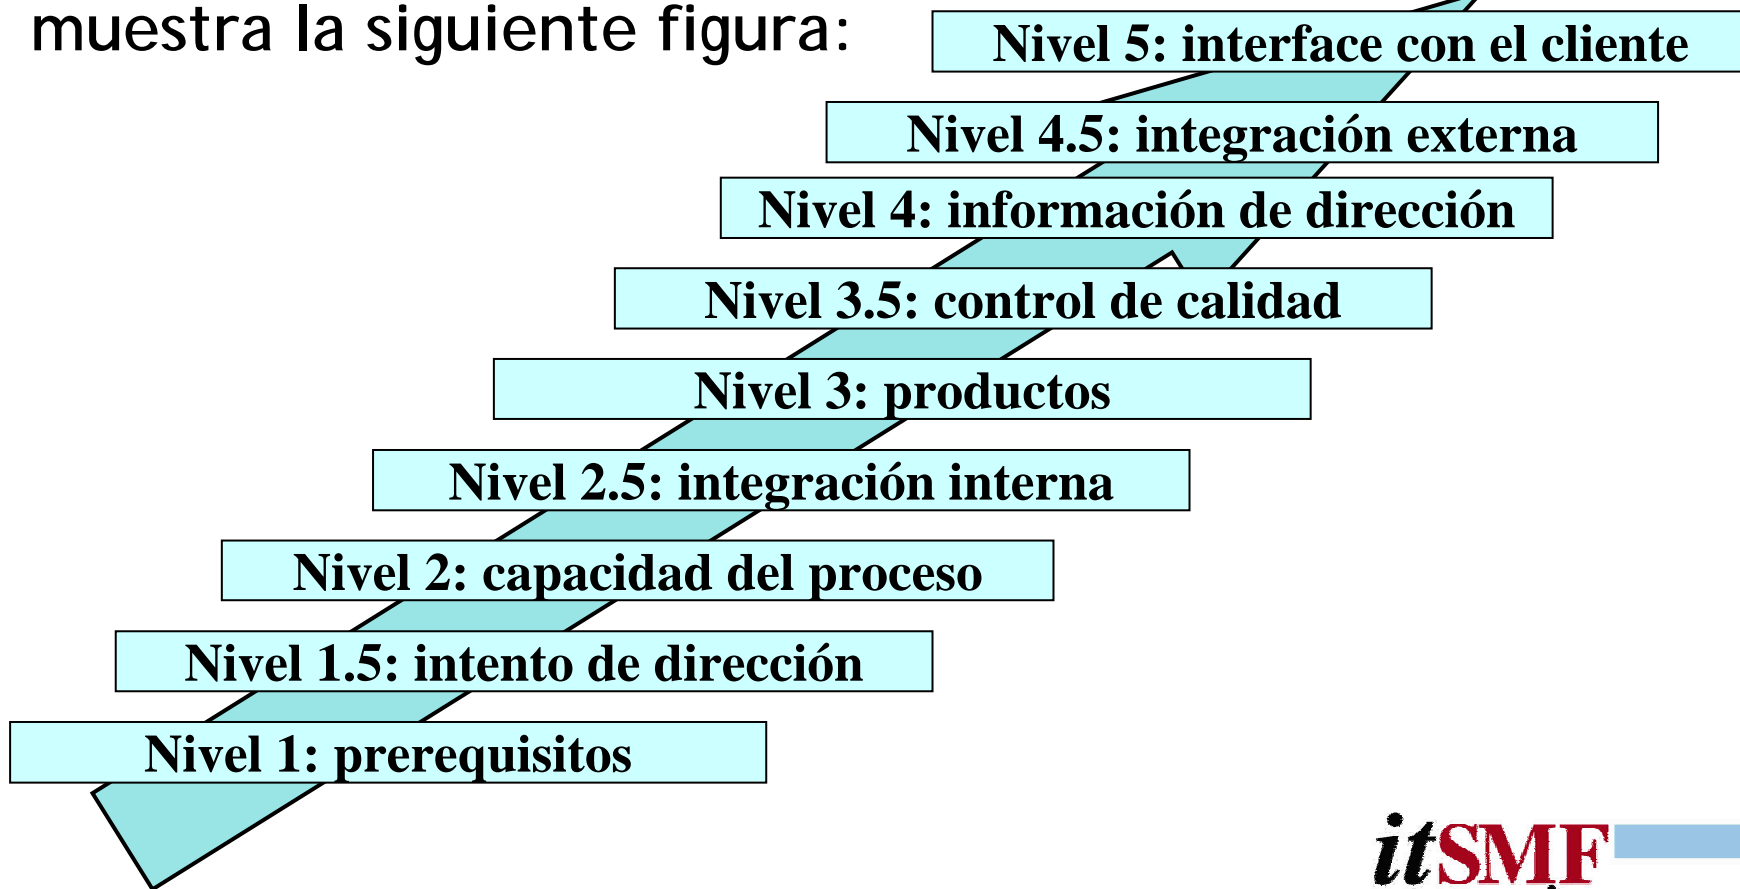 muestra la siguiente figura:
Nivel 5: interface con el cliente
Nivel 4.5: integración externa
Nivel 4: información de dirección
Nivel 3.5: control de calidad
Nivel 3: productos
Nivel 2.5: integración interna
Nivel 2: capacidad del proceso
Nivel 1.5: intento de dirección
Nivel 1: prerequisitos
itSMF